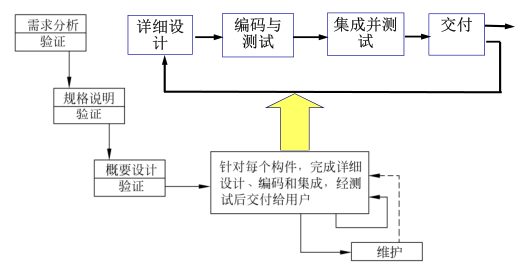 需求分析
验证
规格说明
验证
概要设计
验证
详细设
计
编码与
测试
集成并测
试
交付
针对每个构件，完成详细
设计、编码和集成，经测
试后交付给用户
维护